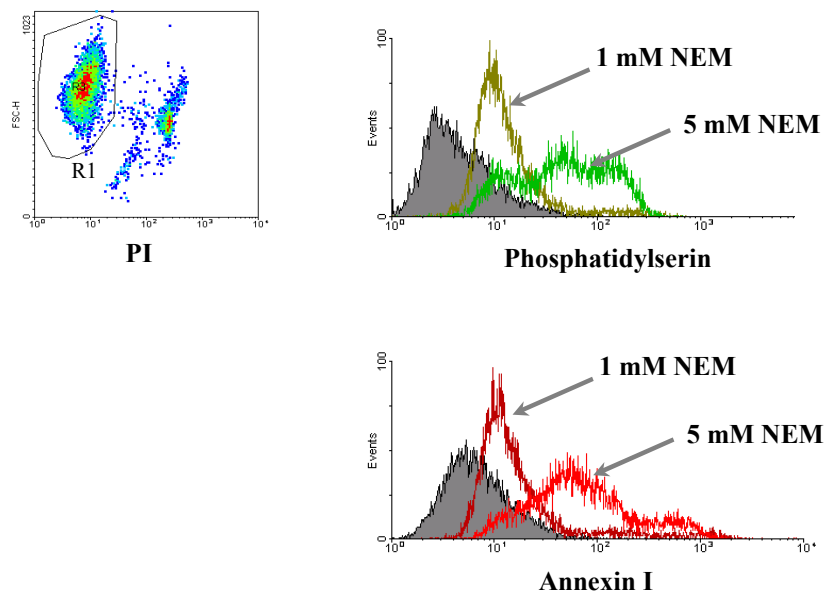 1023
FSC-H
0
R1
R1
10⁰ 10¹ 10² 10³ 10⁴
PI
100
Events
0
1 mM NEM
5 mM NEM
10⁰ 10¹ 10² 10³
Phosphatidylserin
100
Events
0
1 mM NEM
5 mM NEM
10⁰ 10¹ 10² 10³ 10⁴
Annexin I